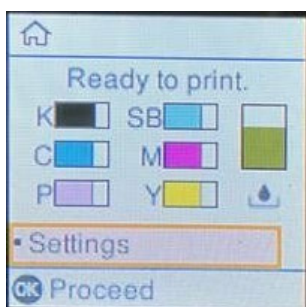 Ready to print.
K SB
C M
P Y
• Settings
OK Proceed